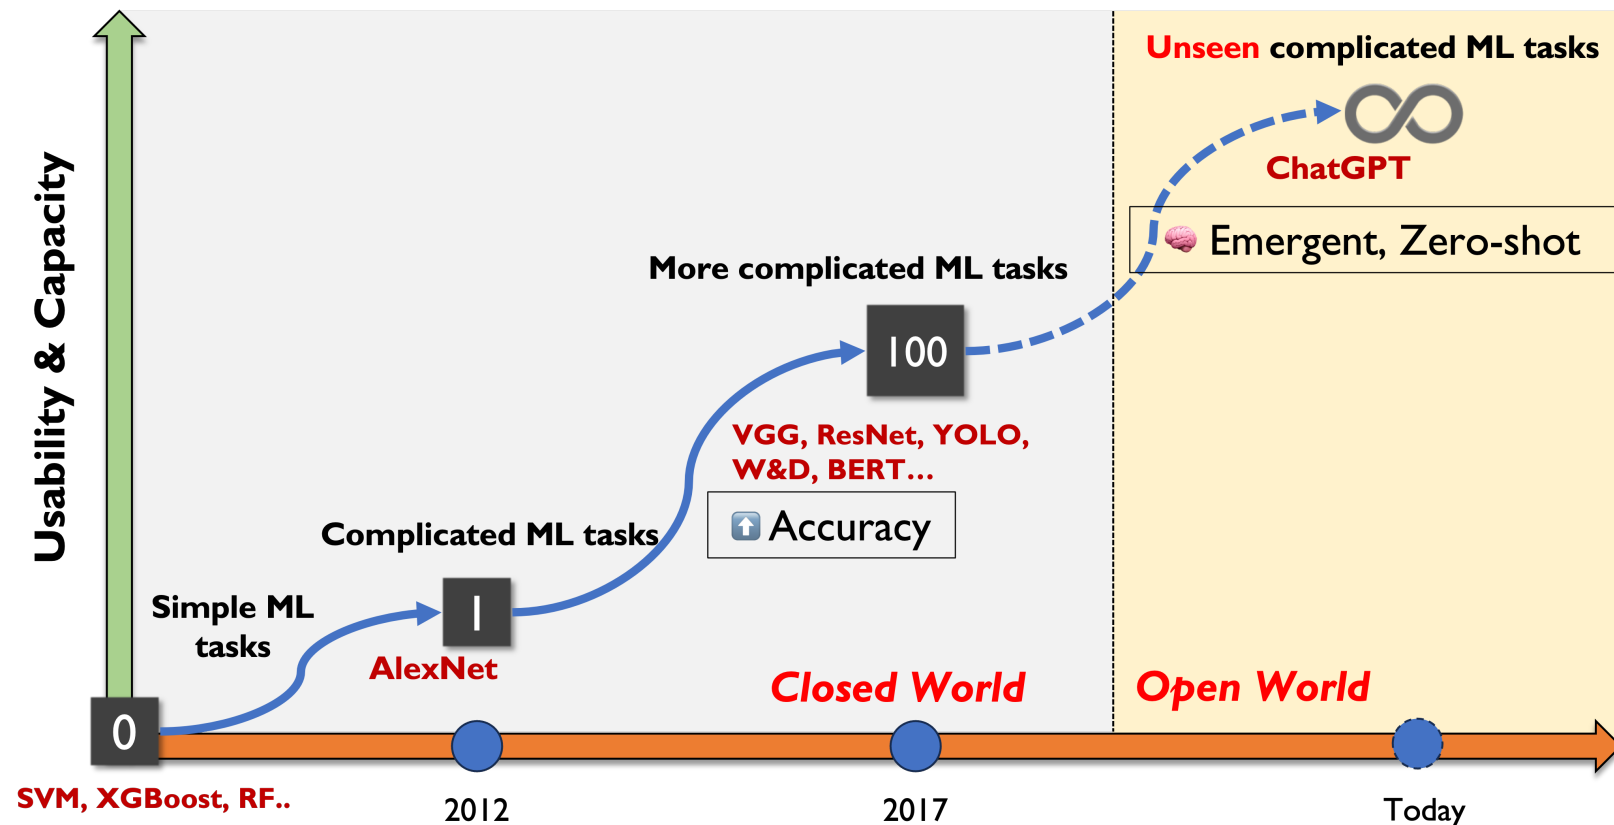 Unseen complicated ML tasks
ChatGPT
🧠 Emergent, Zero-shot
Usability & Capacity
More complicated ML tasks
100
VGG, ResNet, YOLO,
W&D, BERT...
⬆️ Accuracy
Complicated ML tasks
1
AlexNet
Simple ML
tasks
Closed World
Open World
0
SVM, XGBoost, RF..
2012
2017
Today